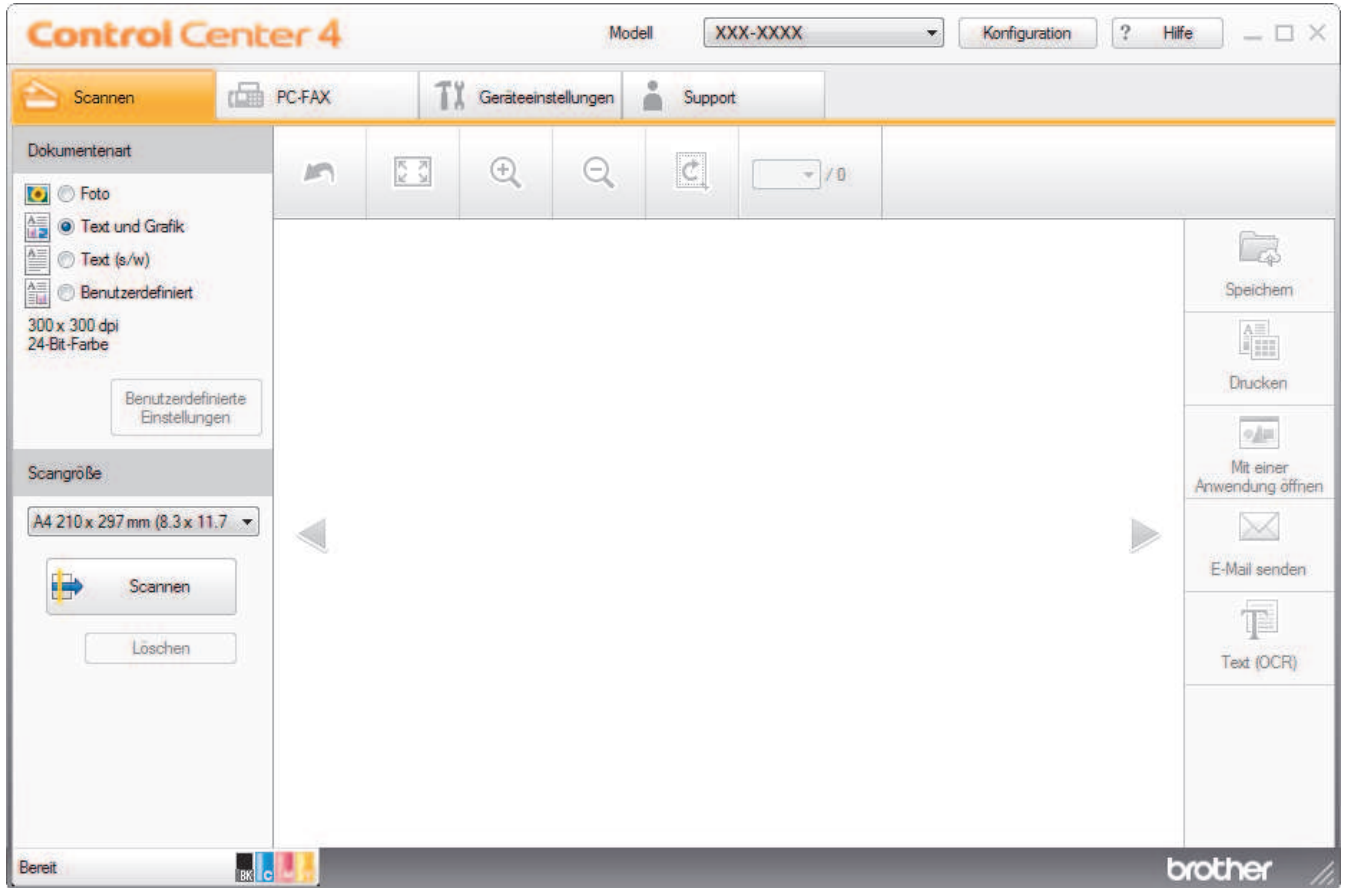 Control Center 4
Modell
XXX-XXXX
Konfiguration
? Hilfe
Scannen
PC-FAX
Geräteeinstellungen
Support
Dokumentenart
Foto
Text und Grafik
Text (s/w)
Benutzerdefiniert
300 x 300 dpi
24-Bit-Farbe
Benutzerdefinierte
Einstellungen
Scangröße
A4 210 x 297 mm (8.3 x 11.7
Scannen
Löschen
/ 0
Speichern
Drucken
Mit einer
Anwendung öffnen
E-Mail senden
Text (OCR)
Bereit
BK
C
brother